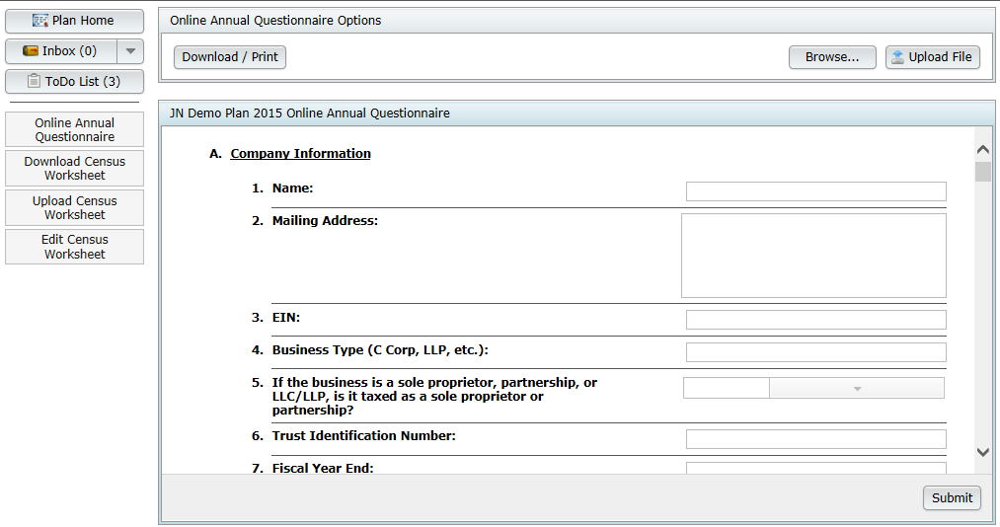 Plan Home
Inbox (0)
ToDo List (3)
Online Annual
Questionnaire
Download Census
Worksheet
Upload Census
Worksheet
Edit Census
Worksheet
Online Annual Questionnaire Options
Download / Print
Browse...
Upload File
JN Demo Plan 2015 Online Annual Questionnaire
A. Company Information
1. Name:
2. Mailing Address:
3. EIN:
4. Business Type (C Corp, LLP, etc.):
5. If the business is a sole proprietor, partnership, or
LLC/LLP, is it taxed as a sole proprietor or
partnership?
6. Trust Identification Number:
7. Fiscal Year End:
Submit